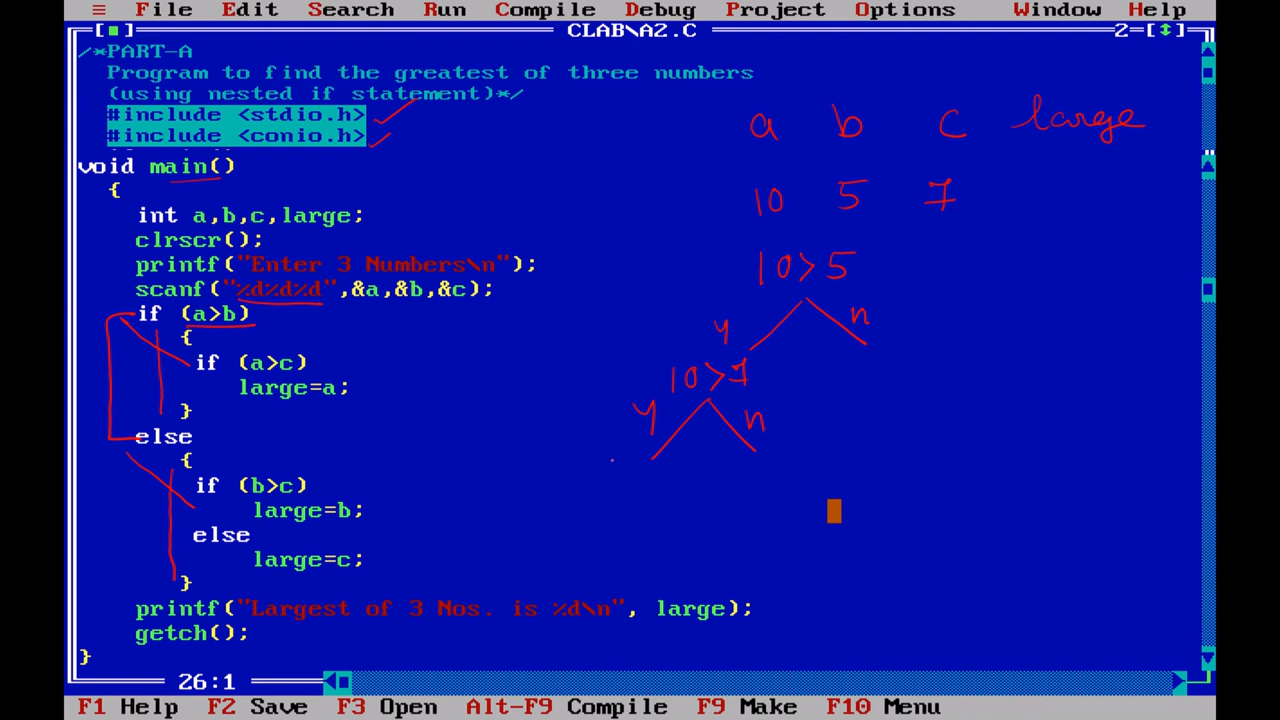 ≡ File Edit Search Run Compile Debug Project Options Window Help
[■] CLAB\A2.C 2=[↕]
/*PART-A
Program to find the greatest of three numbers
(using nested if statement)*/
#include <stdio.h>
#include <conio.h>
void main()
{
int a,b,c,large;
clrscr();
printf("Enter 3 Numbers\n");
scanf("%d%d%d",&a,&b,&c);
if (a>b)
{
if (a>c)
large=a;
}
else
{
if (b>c)
large=b;
else
large=c;
}
printf("Largest of 3 Nos. is %d\n", large);
getch();
}
a b c large
10 5 7
10>5
y n
10>7
y n
26:1
F1 Help F2 Save F3 Open Alt-F9 Compile F9 Make F10 Menu